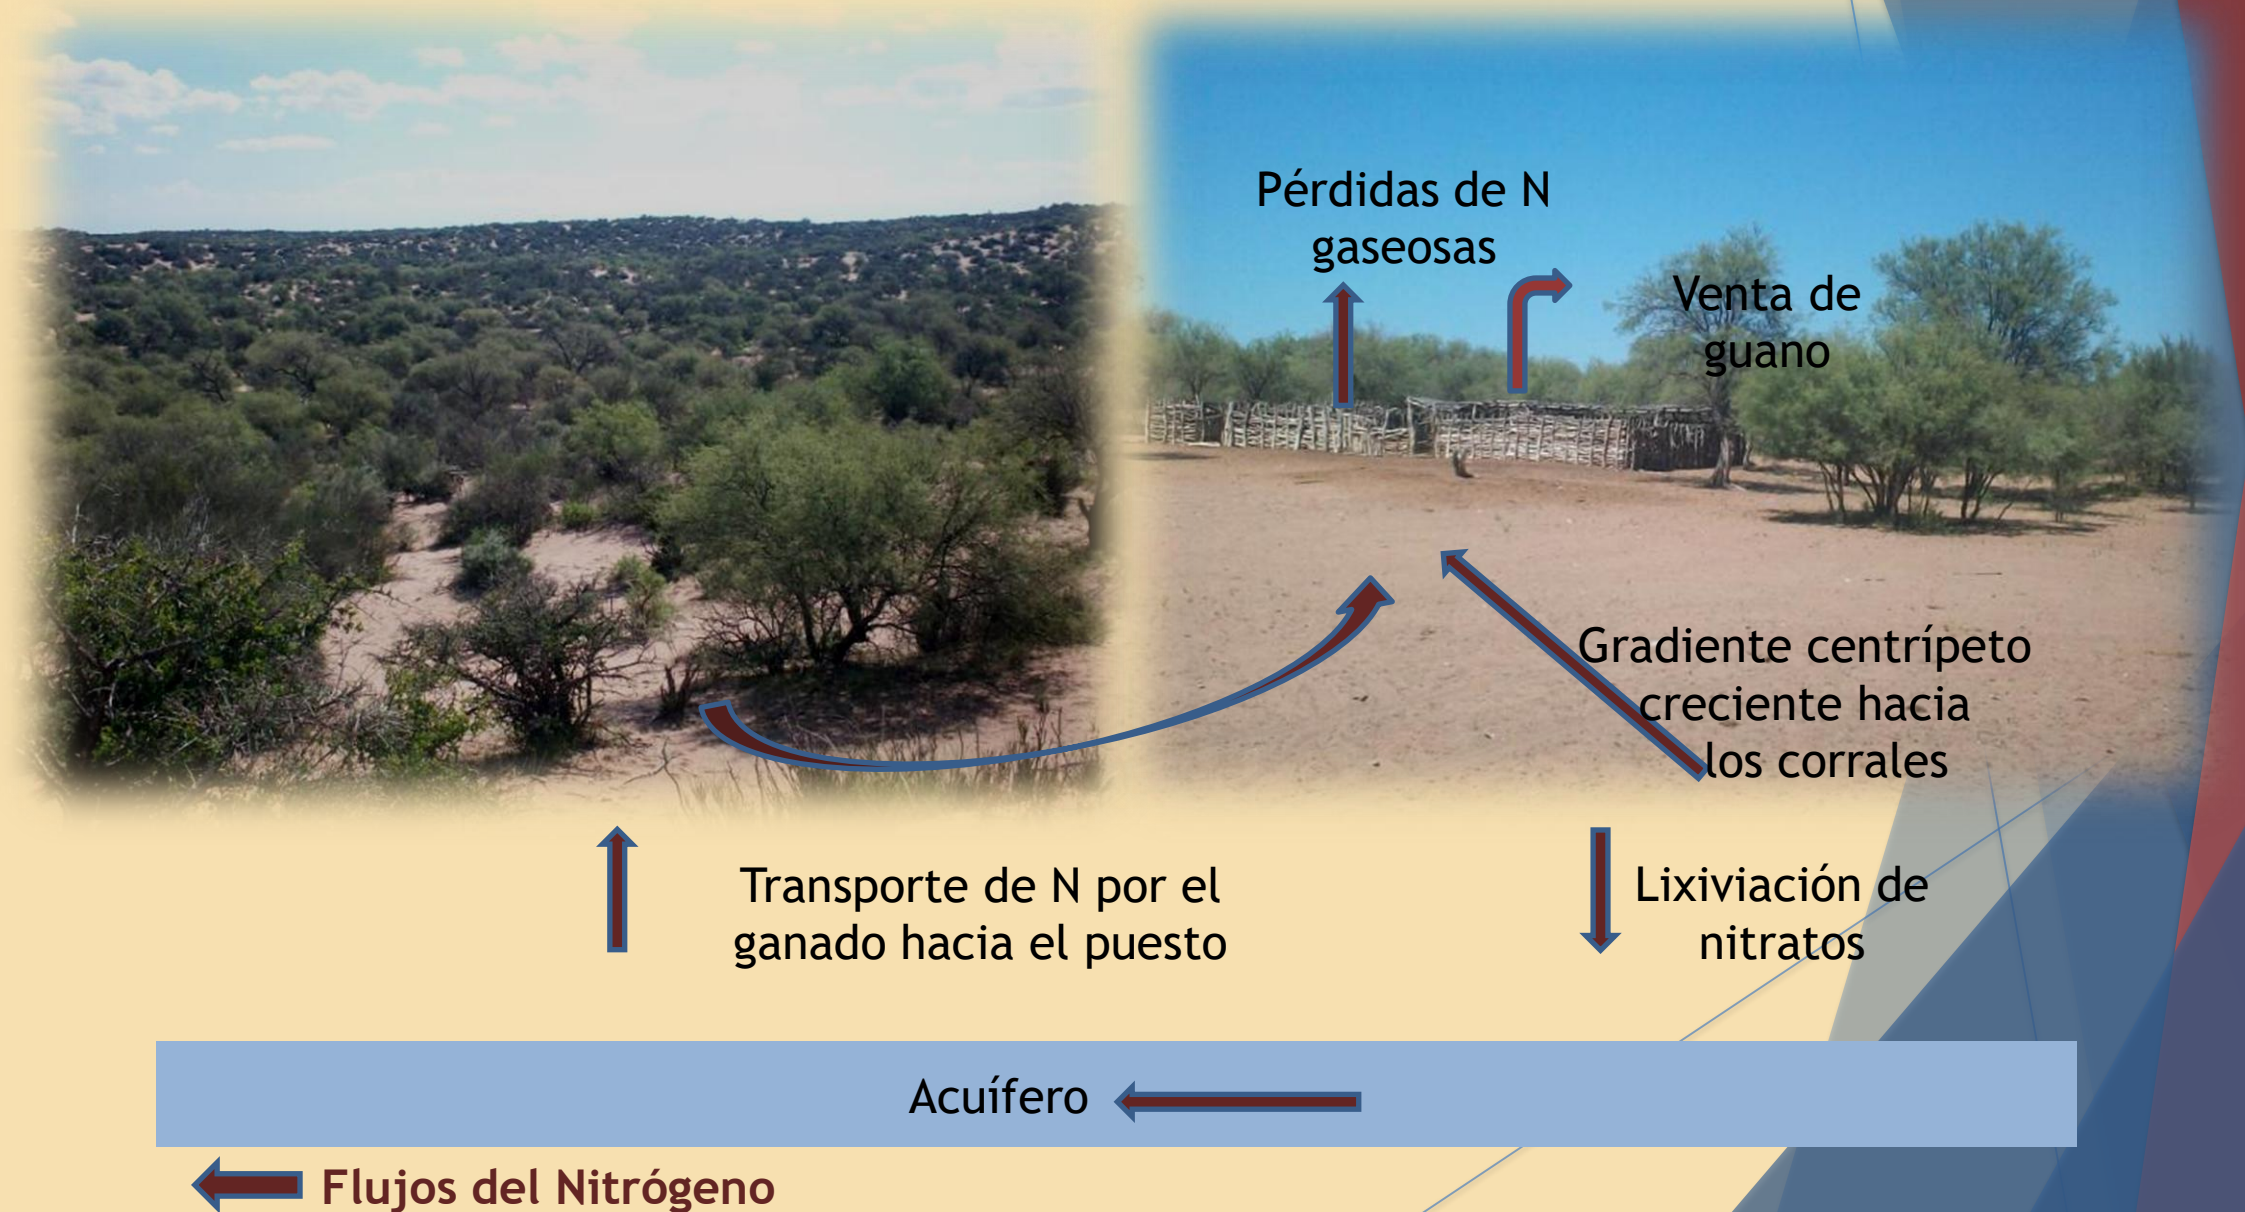 Pérdidas de N
gaseosas
Venta de
guano
Gradiente centrípeto
creciente hacia
los corrales
Transporte de N por el
ganado hacia el puesto
Lixiviación de
nitratos
Acuífero
Flujos del Nitrógeno